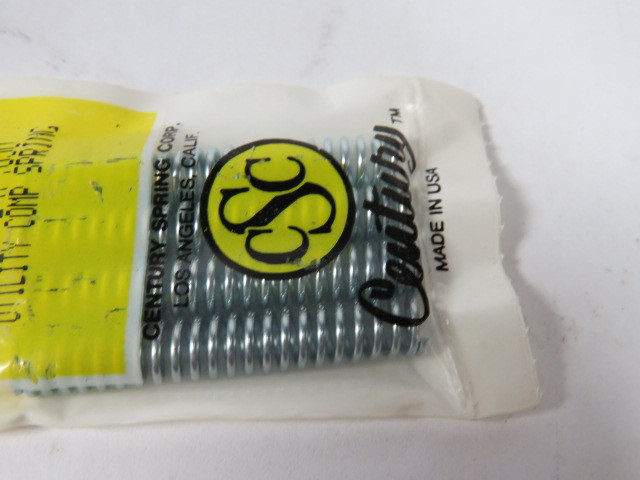 UTILITY COMP SPRING
CENTURY SPRING CORP.
LOS ANGELES, CALIF.
CSC
Century™
MADE IN USA